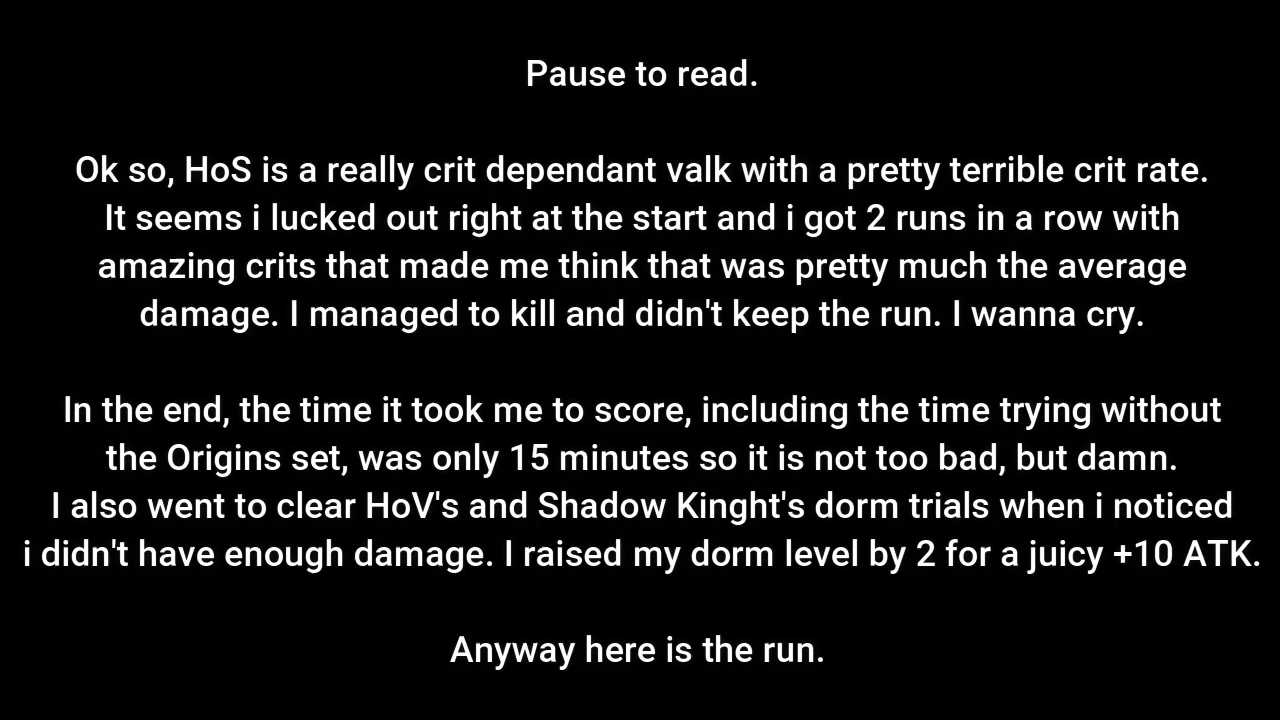 Pause to read.
Ok so, HoS is a really crit dependant valk with a pretty terrible crit rate.
It seems i lucked out right at the start and i got 2 runs in a row with
amazing crits that made me think that was pretty much the average
damage. I managed to kill and didn't keep the run. I wanna cry.
In the end, the time it took me to score, including the time trying without
the Origins set, was only 15 minutes so it is not too bad, but damn.
I also went to clear HoV's and Shadow Kinght's dorm trials when i noticed
i didn't have enough damage. I raised my dorm level by 2 for a juicy +10 ATK.
Anyway here is the run.